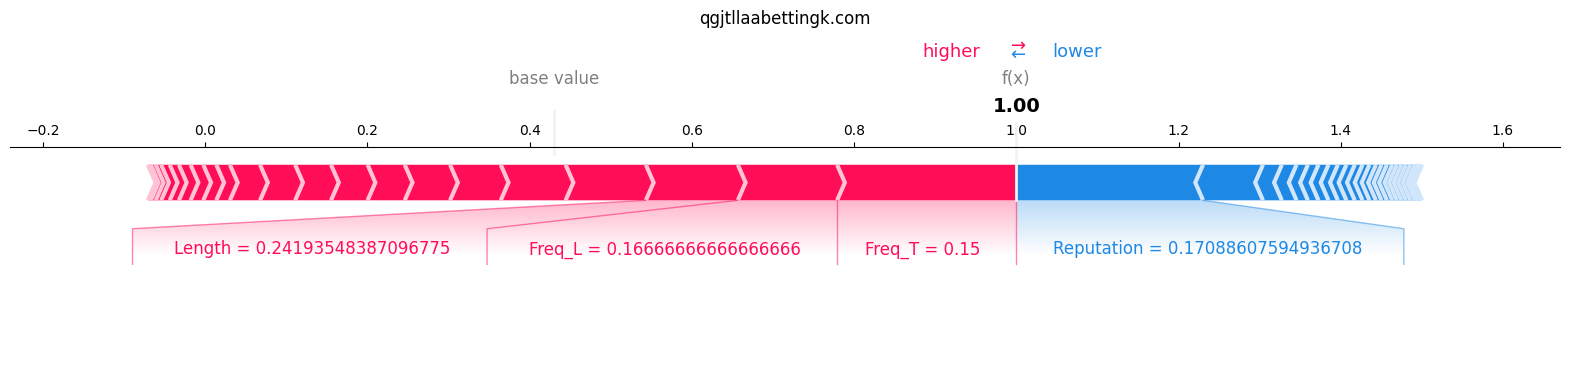 qgjtllaabettingk.com
higher ⇄ lower
base value f(x)
1.00
−0.2 0.0 0.2 0.4 0.6 0.8 1.0 1.2 1.4 1.6
Length = 0.24193548387096775 Freq_L = 0.16666666666666666 Freq_T = 0.15 Reputation = 0.17088607594936708